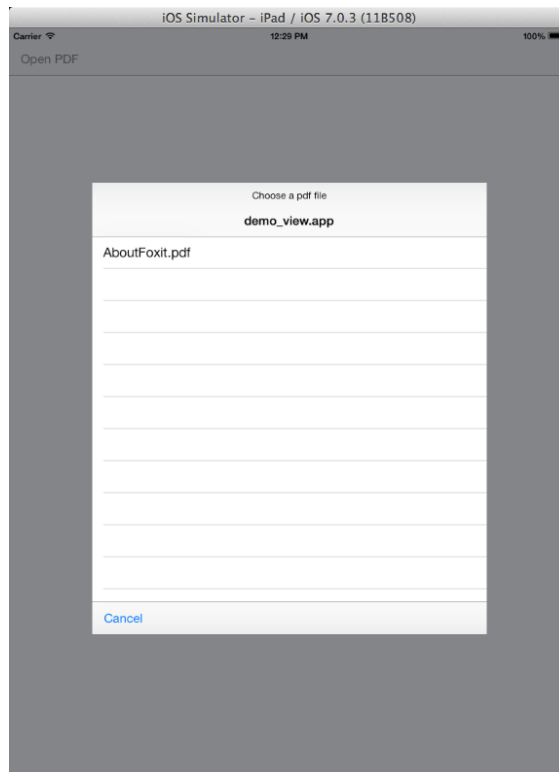 iOS Simulator – iPad / iOS 7.0.3 (11B508)
Carrier 12:29 PM 100%
Open PDF
Choose a pdf file
demo_view.app
AboutFoxit.pdf
Cancel